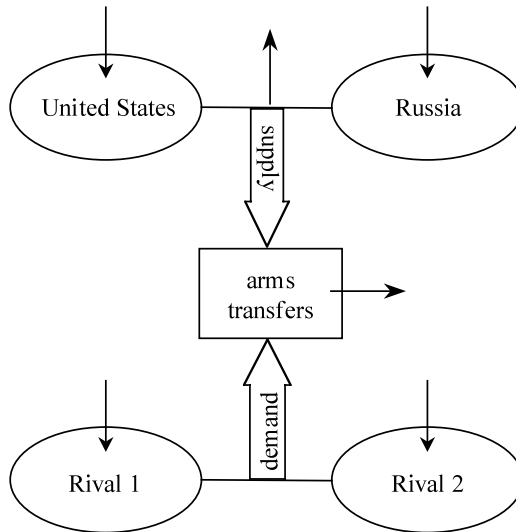 United States
Russia
supply
arms
transfers
demand
Rival 1
Rival 2